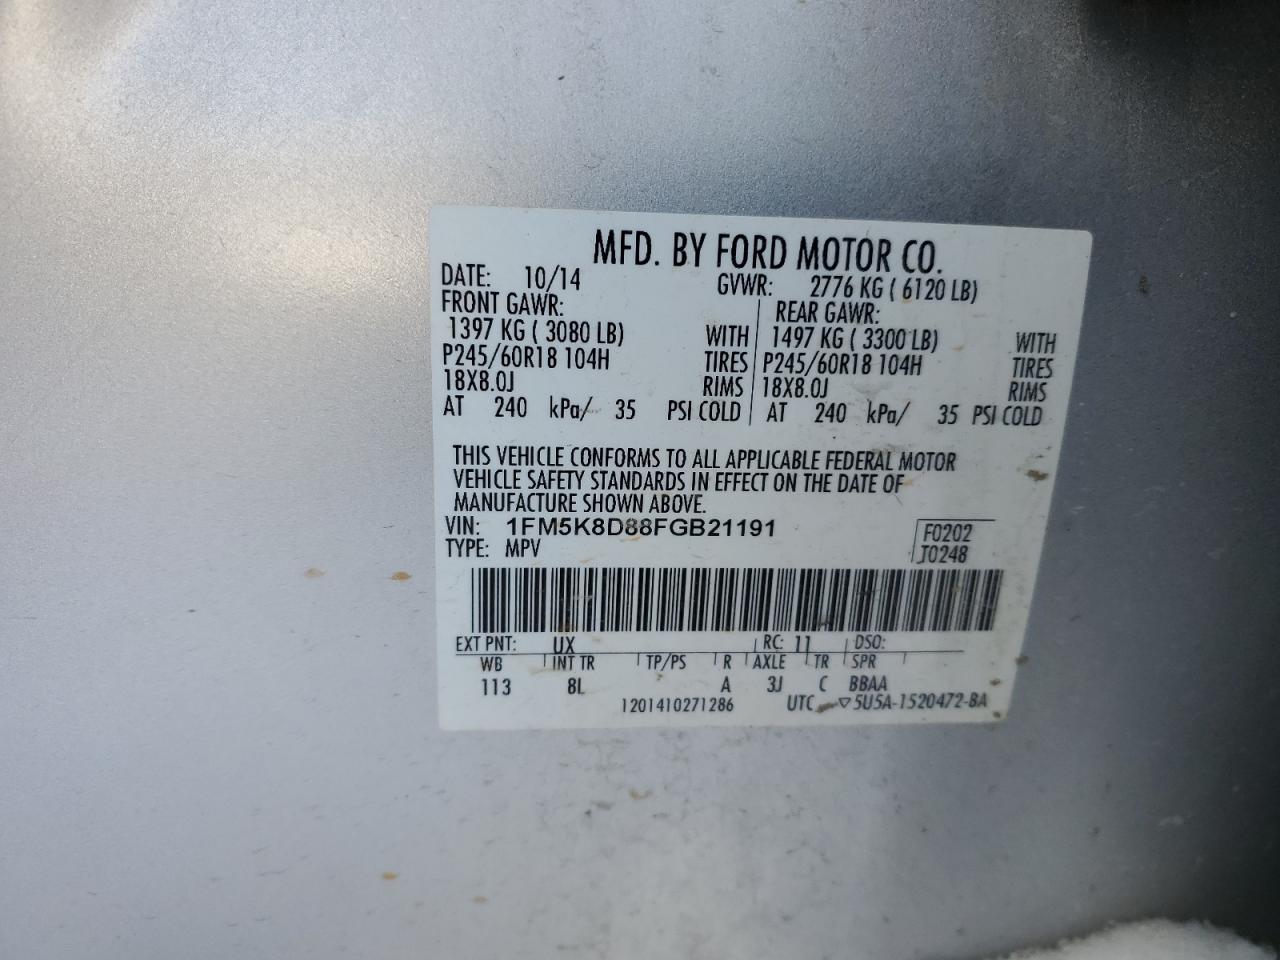 MFD. BY FORD MOTOR CO.
DATE: 10/14 GVWR: 2776 KG ( 6120 LB)
FRONT GAWR: REAR GAWR:
1397 KG ( 3080 LB) WITH 1497 KG ( 3300 LB) WITH
P245/60R18 104H TIRES P245/60R18 104H TIRES
18X8.0J RIMS 18X8.0J RIMS
AT 240 kPa/ 35 PSI COLD AT 240 kPa/ 35 PSI COLD
THIS VEHICLE CONFORMS TO ALL APPLICABLE FEDERAL MOTOR
VEHICLE SAFETY STANDARDS IN EFFECT ON THE DATE OF
MANUFACTURE SHOWN ABOVE.
VIN: 1FM5K8D88FGB21191 F0202
TYPE: MPV T0248
EXT PNT: UX RC: 11 DSO:
WB INT TR TP/PS R AXLE TR SPR
113 8L A 3J C BBAA
1201410271286 UTC ▽5U5A-1520472-BA